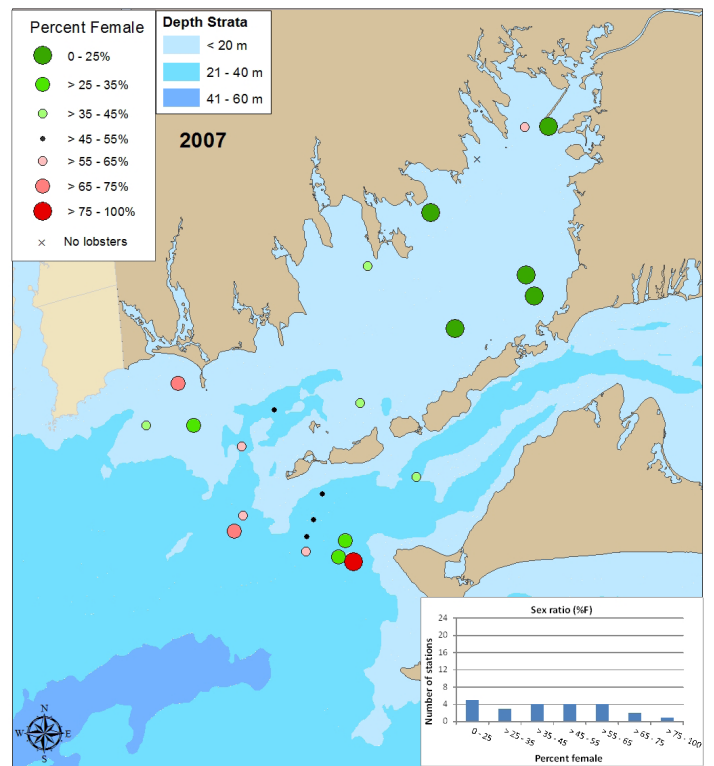 Percent Female
0 - 25%
> 25 - 35%
> 35 - 45%
> 45 - 55%
> 55 - 65%
> 65 - 75%
> 75 - 100%
No lobsters
Depth Strata
< 20 m
21 - 40 m
41 - 60 m
2007
N
W
E
S
Sex ratio (%F)
Number of stations
24
20
16
12
8
4
0
0 - 25
> 25 - 35
> 35 - 45
> 45 - 55
> 55 - 65
> 65 - 75
> 75 - 100
Percent female